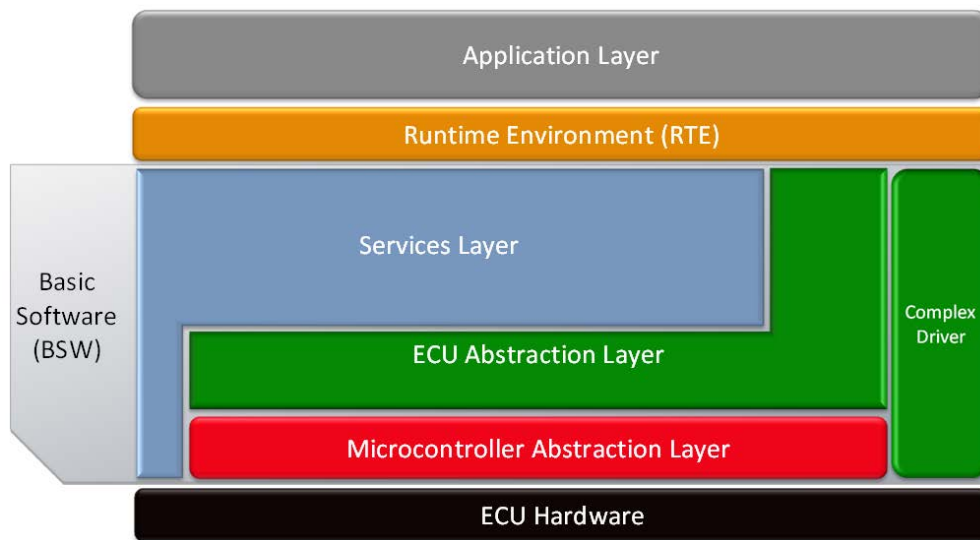 Application Layer
Runtime Environment (RTE)
Services Layer
Basic
Software
(BSW)
Complex
Driver
ECU Abstraction Layer
Microcontroller Abstraction Layer
ECU Hardware